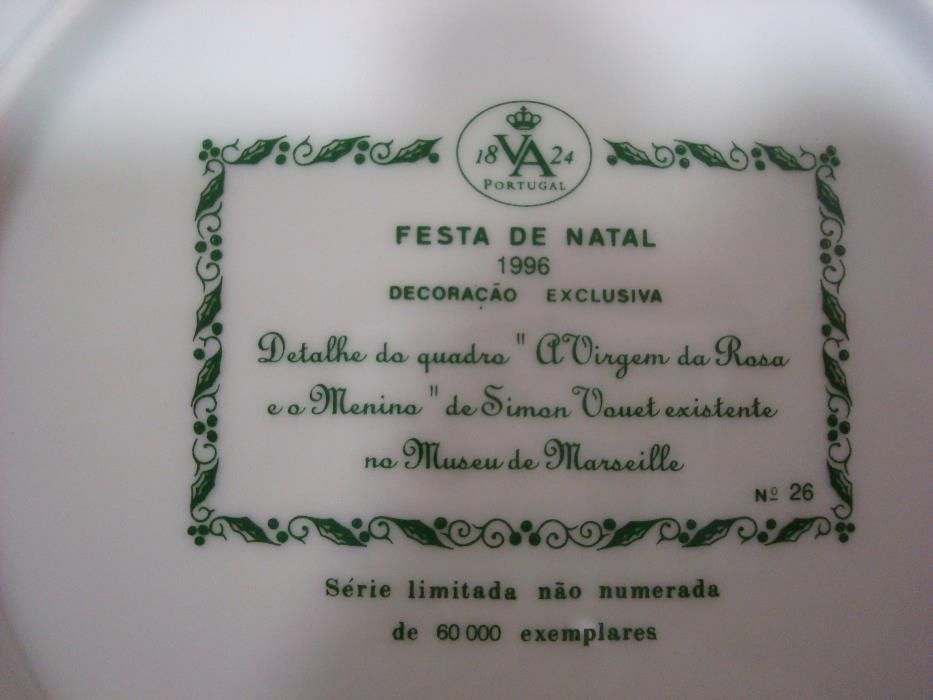 18 VA 24
PORTUGAL
FESTA DE NATAL
1996
DECORAÇÃO EXCLUSIVA
Detalhe do quadro " A Virgem da Rosa
e o Menino " de Simon Vouet existente
no Museu de Marseille
Nº 26
Série limitada não numerada
de 60 000 exemplares